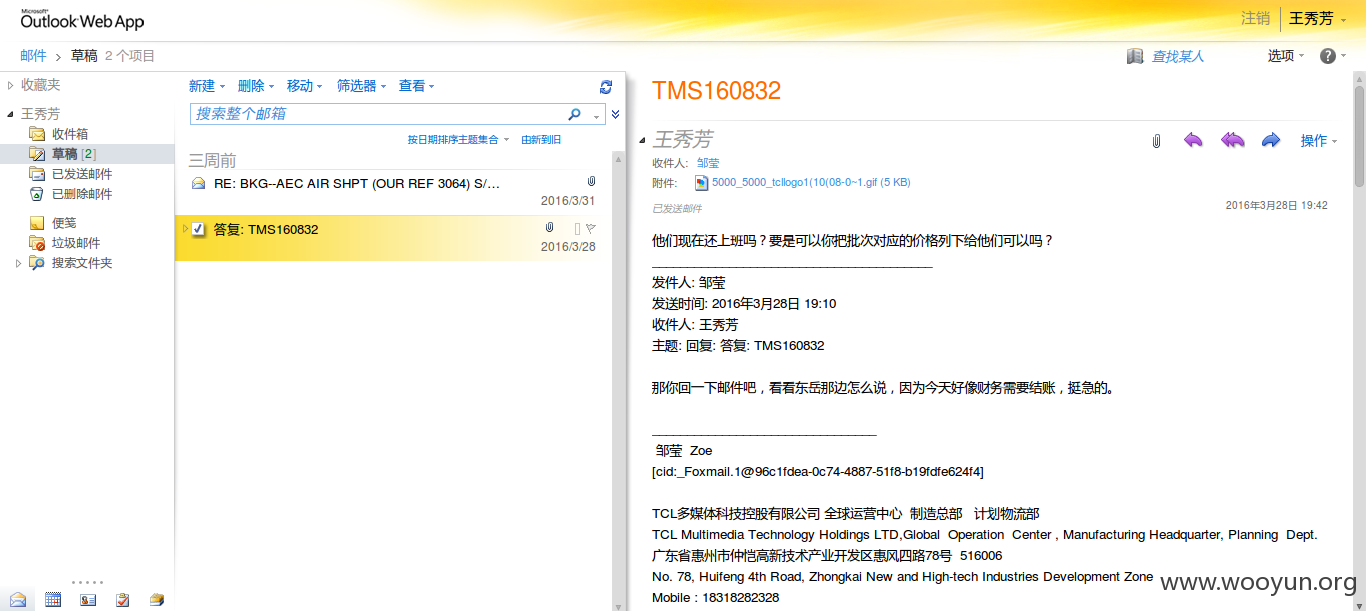 Microsoft®
Outlook Web App
注销
王秀芳
邮件 › 草稿 2 个项目
查找某人
选项
收藏夹
王秀芳
收件箱
草稿 [2]
已发送邮件
已删除邮件
便笺
垃圾邮件
搜索文件夹
新建 删除 移动 筛选器 查看
搜索整个邮箱
按日期排序主题集合 由新到旧
三周前
RE: BKG--AEC AIR SHPT (OUR REF 3064) S/...
2016/3/31
答复: TMS160832
2016/3/28
TMS160832
王秀芳
操作
收件人: 邹莹
附件: 5000_5000_tcllogo1(10(08-0~1.gif (5 KB)
已发送邮件
2016年3月28日 19:42
他们现在还上班吗？要是可以你把批次对应的价格列下给他们可以吗？
发件人: 邹莹
发送时间: 2016年3月28日 19:10
收件人: 王秀芳
主题: 回复: 答复: TMS160832
那你回一下邮件吧，看看东岳那边怎么说，因为今天好像财务需要结账，挺急的。
邹莹 Zoe
[cid:_Foxmail.1@96c1fdea-0c74-4887-51f8-b19fdfe624f4]
TCL多媒体科技控股有限公司 全球运营中心 制造总部 计划物流部
TCL Multimedia Technology Holdings LTD,Global Operation Center , Manufacturing Headquarter, Planning Dept.
广东省惠州市仲恺高新技术产业开发区惠风四路78号 516006
No. 78, Huifeng 4th Road, Zhongkai New and High-tech Industries Development Zone
Mobile：18318282328
www.wooyun.org